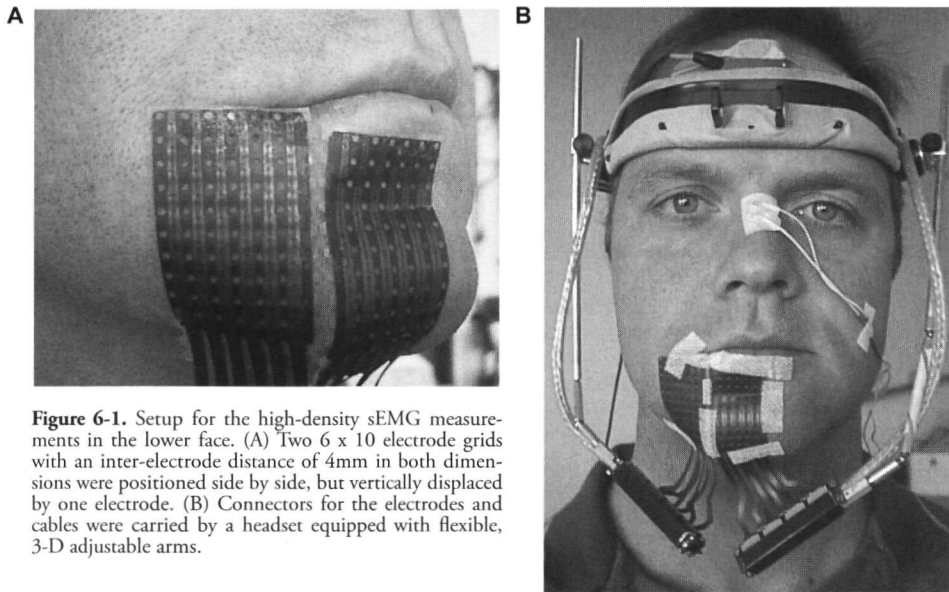 A
B
Figure 6-1. Setup for the high-density sEMG measure-
ments in the lower face. (A) Two 6 x 10 electrode grids
with an inter-electrode distance of 4mm in both dimen-
sions were positioned side by side, but vertically displaced
by one electrode. (B) Connectors for the electrodes and
cables were carried by a headset equipped with flexible,
3-D adjustable arms.